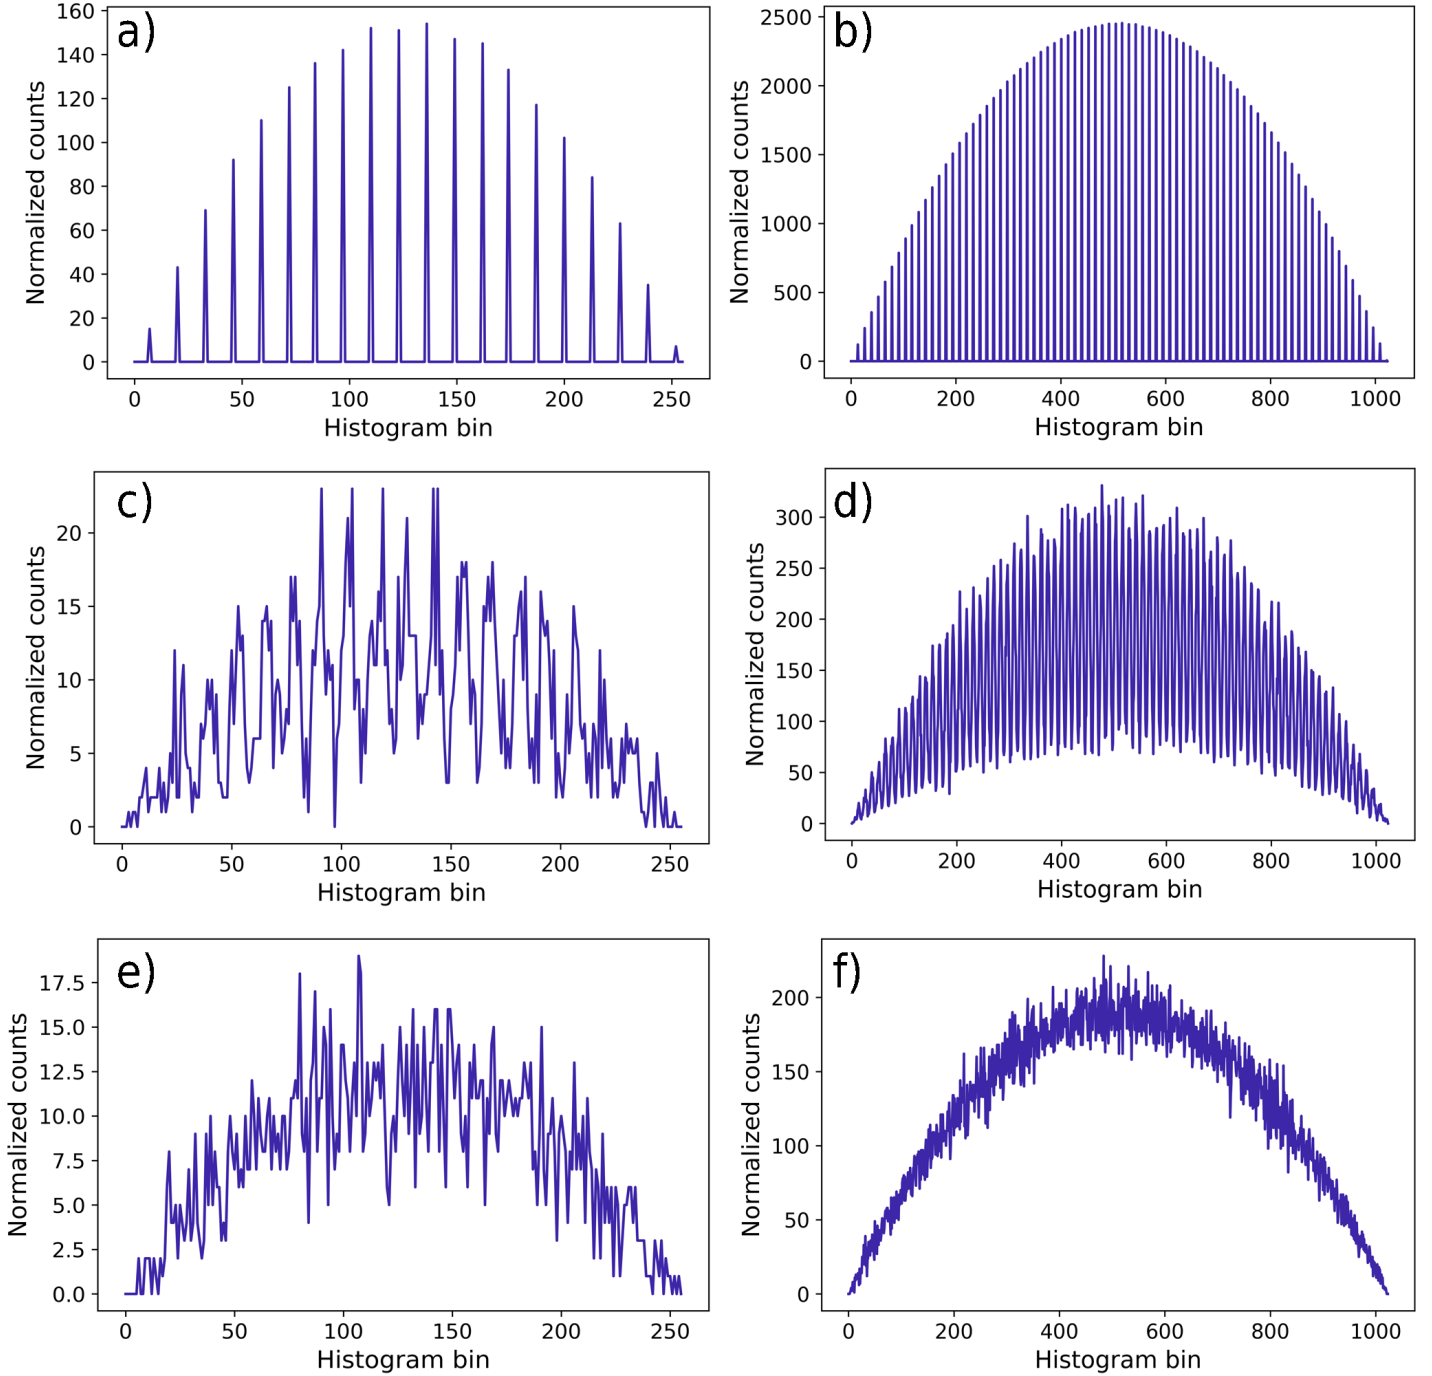 a)
160
140
120
100
80
60
40
20
0
Normalized counts
0 50 100 150 200 250
Histogram bin
b)
2500
2000
1500
1000
500
0
Normalized counts
0 200 400 600 800 1000
Histogram bin
c)
20
15
10
5
0
Normalized counts
0 50 100 150 200 250
Histogram bin
d)
300
250
200
150
100
50
0
Normalized counts
0 200 400 600 800 1000
Histogram bin
e)
17.5
15.0
12.5
10.0
7.5
5.0
2.5
0.0
Normalized counts
0 50 100 150 200 250
Histogram bin
f)
200
150
100
50
0
Normalized counts
0 200 400 600 800 1000
Histogram bin